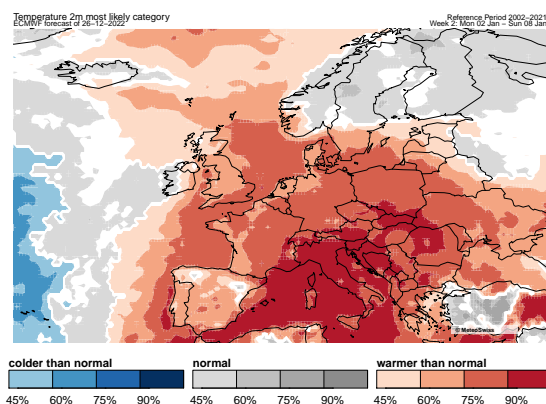 Temperature 2m most likely category
Reference Period 2002-2021
ECMWF forecast of 26-12-2022
Week 2: Mon 02 Jan - Sun 08 Jan
© MeteoSwiss
colder than normal
normal
warmer than normal
45% 60% 75% 90%
45% 60% 75% 90%
45% 60% 75% 90%